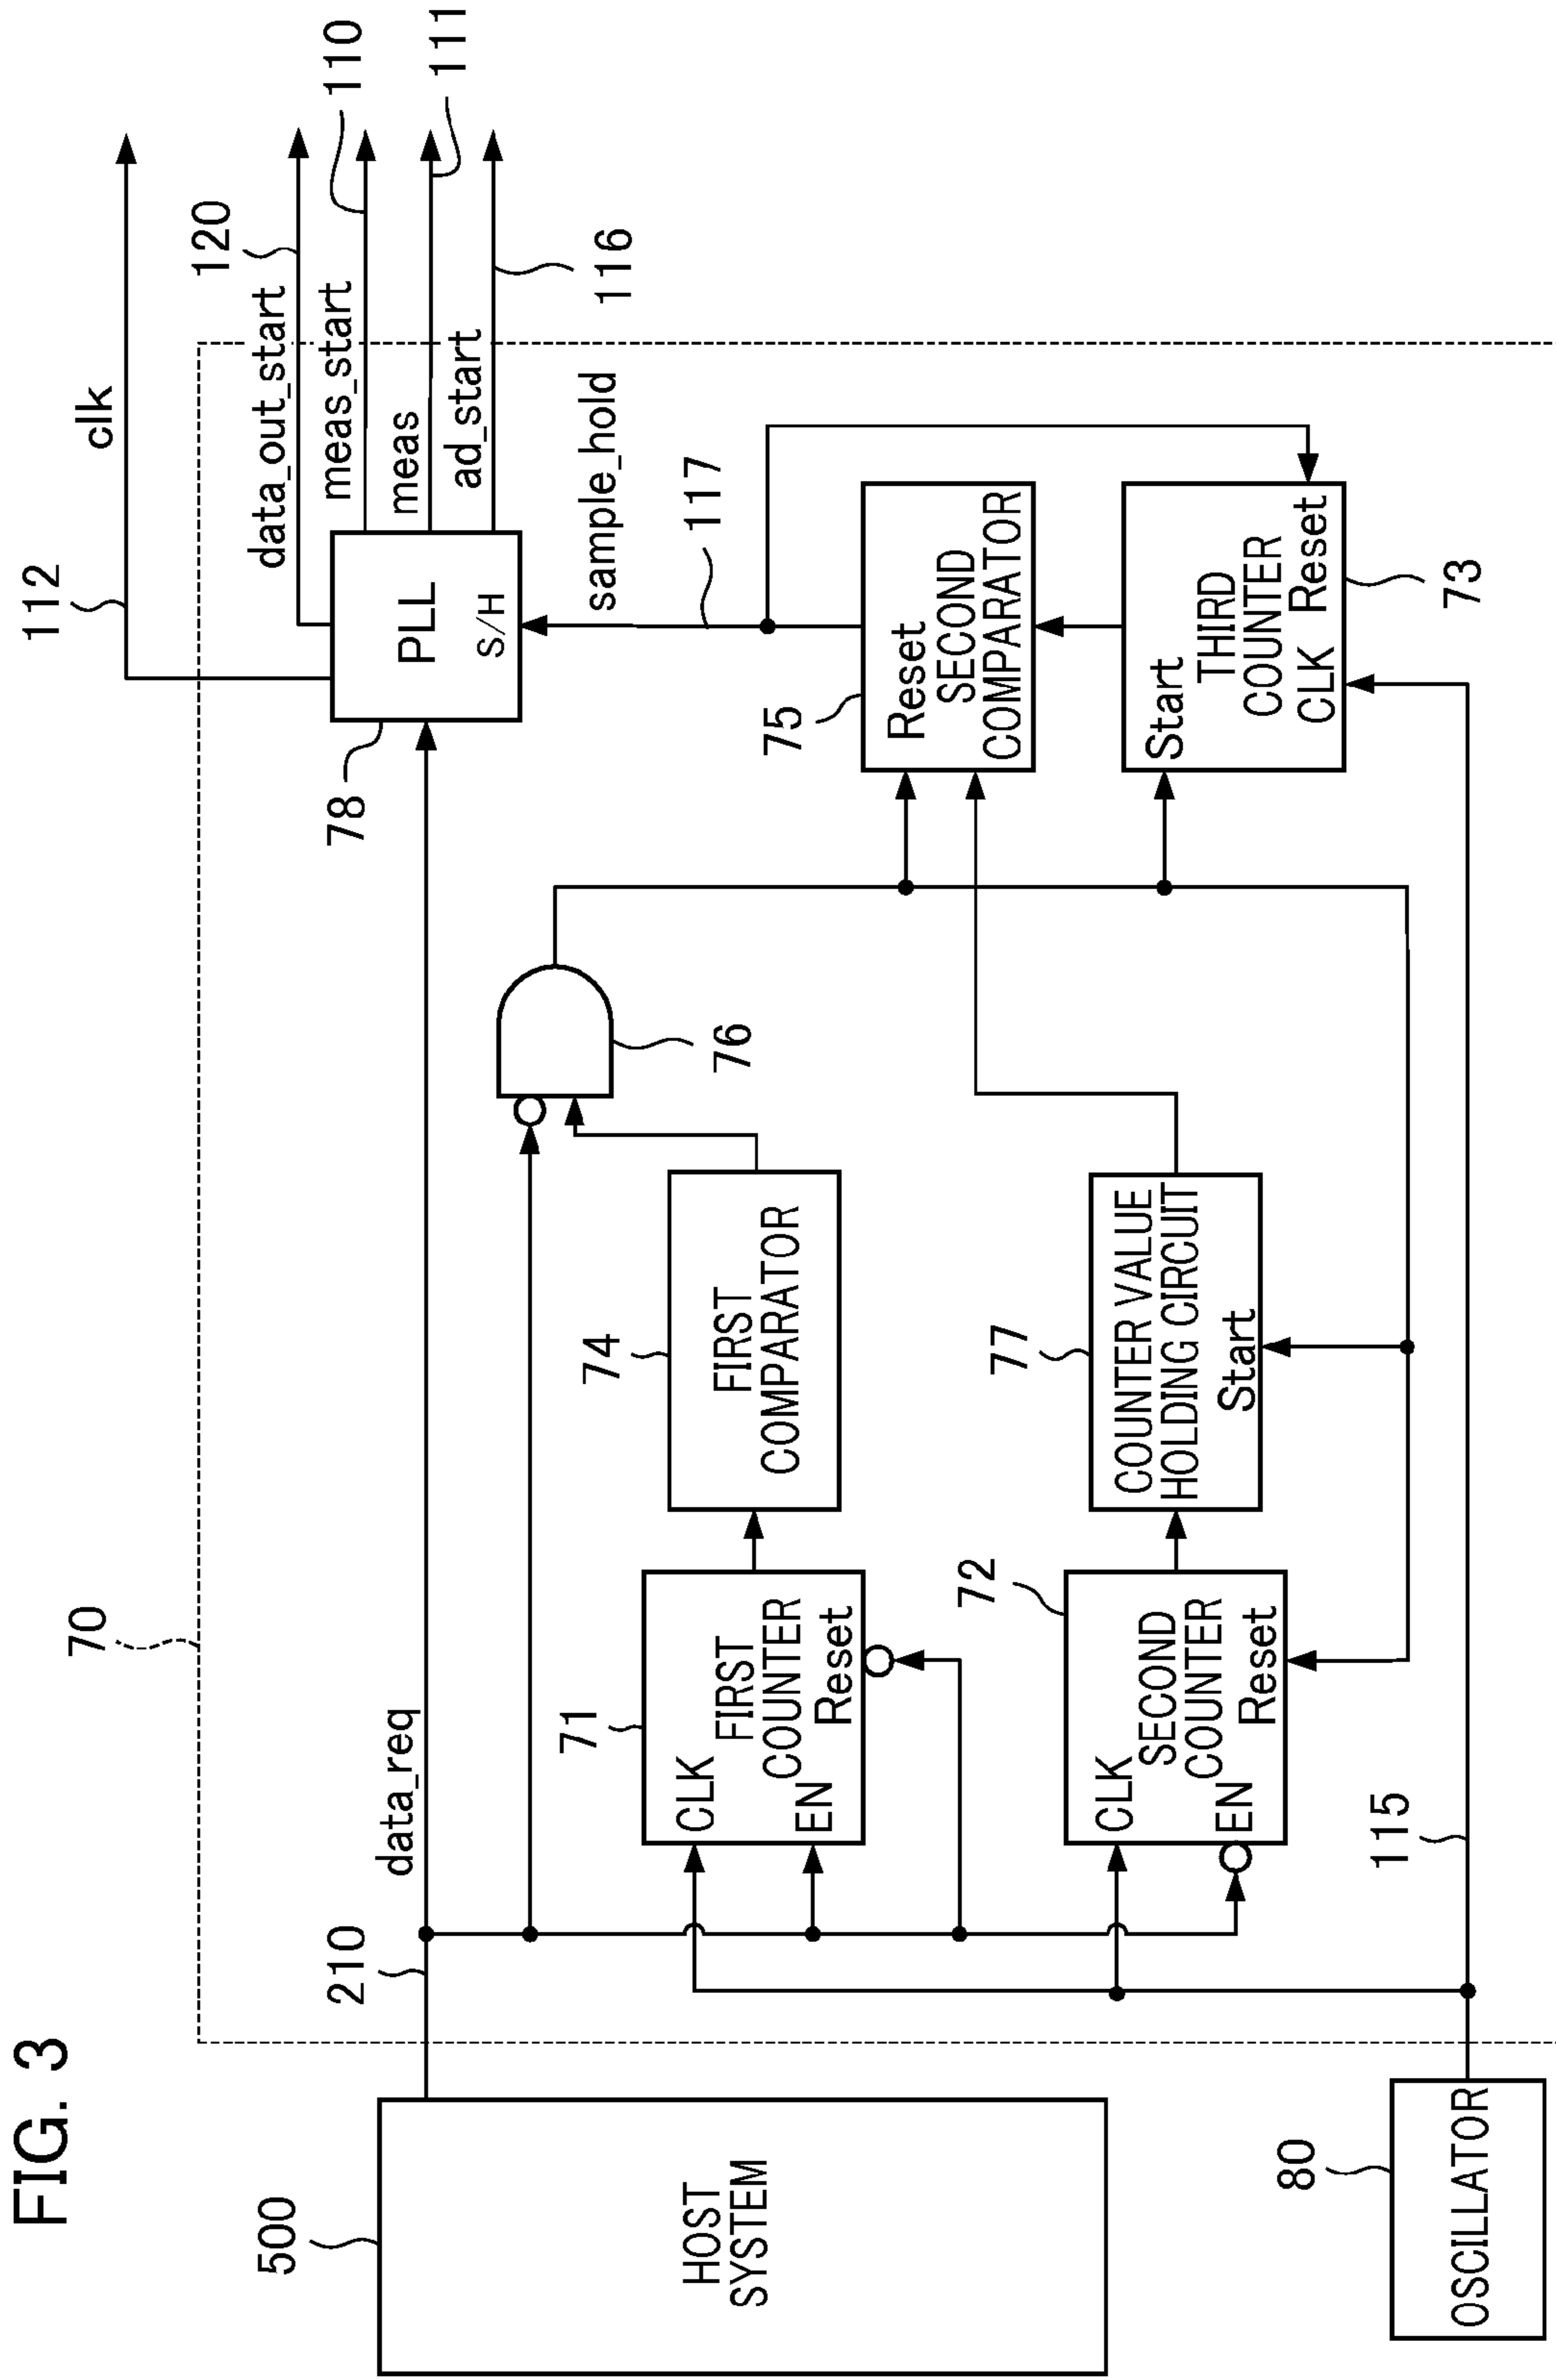 FIG. 3
70
112
clk
120
data_out_start
meas_start
110
meas
111
ad_start
116
500
HOST
SYSTEM
210
data_req
78
PLL
S/H
sample_hold
117
71
CLK
FIRST
COUNTER
EN
Reset
74
FIRST
COMPARATOR
76
75
Reset
SECOND
COMPARATOR
72
CLK
SECOND
COUNTER
EN
Reset
77
COUNTER VALUE
HOLDING CIRCUIT
Start
Start
THIRD
COUNTER
CLK
Reset
73
80
OSCILLATOR
115